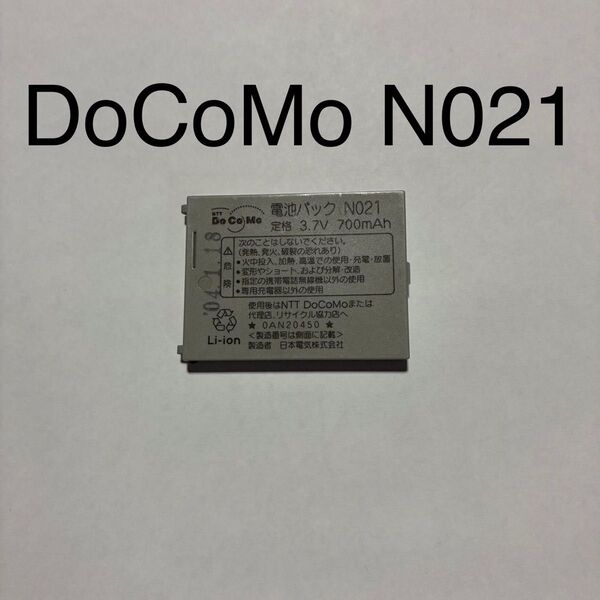 DoCoMo N021
NTT
DoCoMo
電池パック N021
定格 3.7V 700mAh
'04.1.18
危険
次のことはしないでください。
(発熱、発火、破裂の恐れあり)
•火中投入、加熱、高温での使用・充電・放置
•変形やショート、および分解・改造
•指定の携帯電話無線機以外の使用
•専用充電器以外の使用
使用後はNTT DoCoMoまたは
代理店、リサイクル協力店へ
★ 0AN20450 ★
<製造番号は側面に記載>
製造者 日本電気株式会社
Li-ion